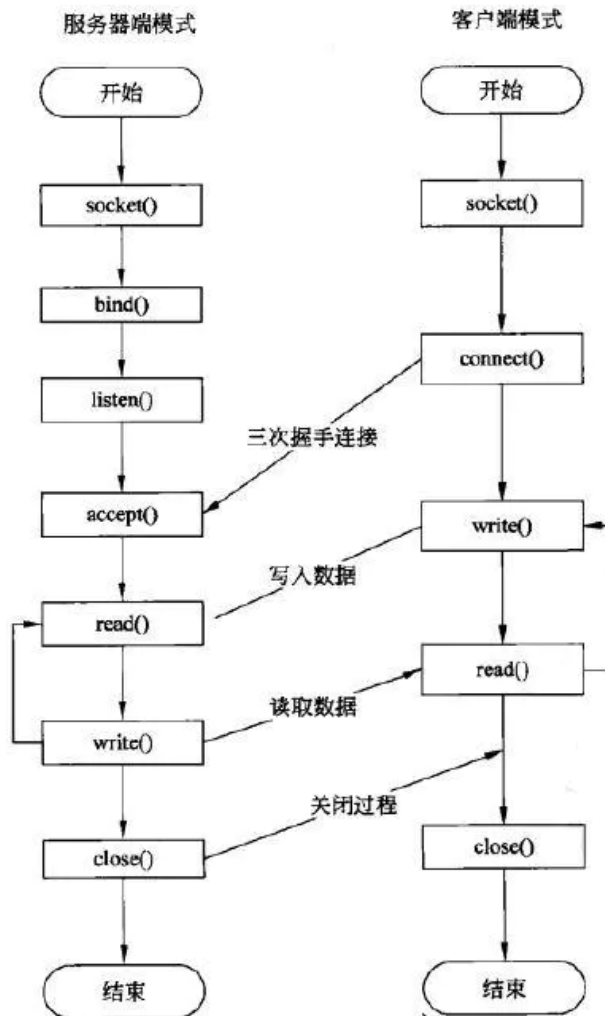 服务器端模式
客户端模式
开始
开始
socket()
socket()
bind()
connect()
listen()
三次握手连接
accept()
write()
写入数据
read()
read()
读取数据
write()
关闭过程
close()
close()
结束
结束